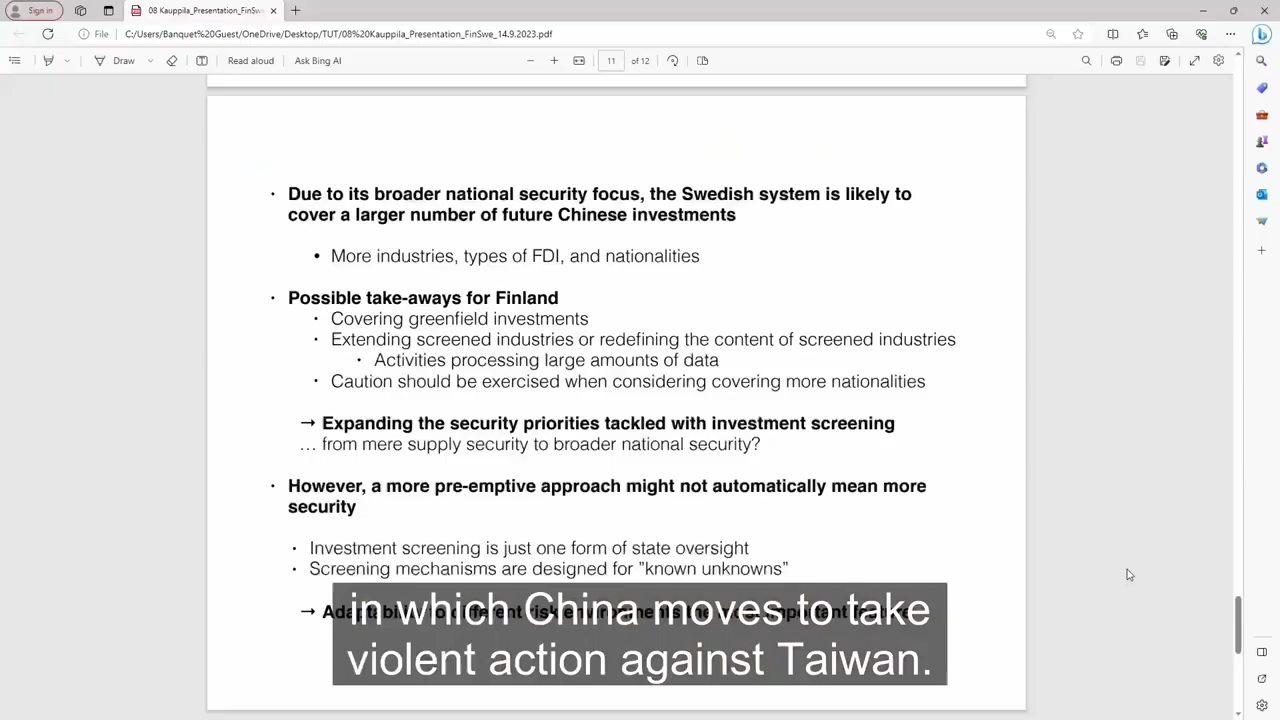 Sign in
08 Kauppila_Presentation_FinSwe
File
C:/Users/Banquet%20Guest/OneDrive/Desktop/TUT/08%20Kauppila_Presentation_FinSwe_14.9.2023.pdf
Draw
Read aloud
Ask Bing AI
11 of 12
· Due to its broader national security focus, the Swedish system is likely to
cover a larger number of future Chinese investments
• More industries, types of FDI, and nationalities
· Possible take-aways for Finland
· Covering greenfield investments
· Extending screened industries or redefining the content of screened industries
· Activities processing large amounts of data
· Caution should be exercised when considering covering more nationalities
→ Expanding the security priorities tackled with investment screening
… from mere supply security to broader national security?
· However, a more pre-emptive approach might not automatically mean more
security
· Investment screening is just one form of state oversight
· Screening mechanisms are designed for "known unknowns”
→
in which China moves to take
violent action against Taiwan.